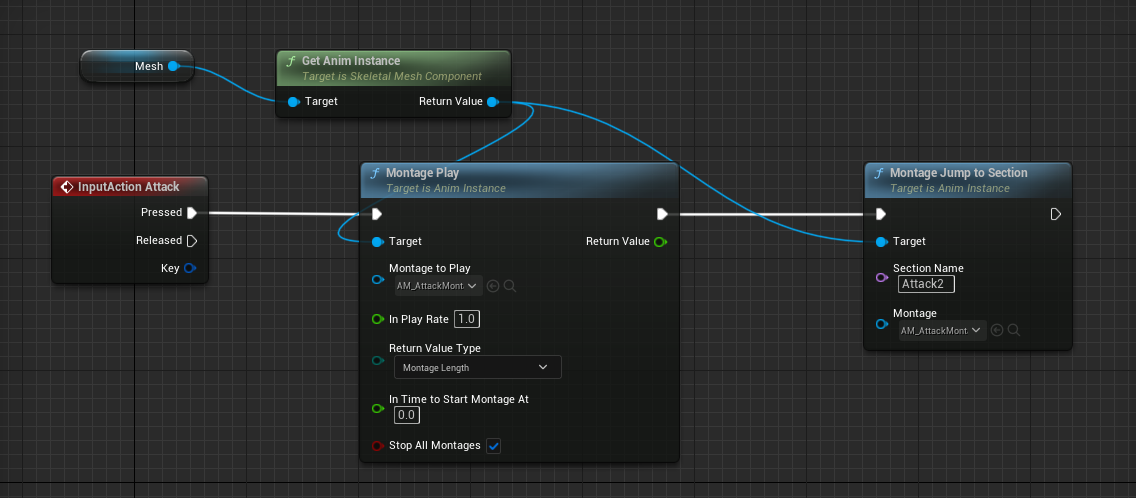 Mesh
Get Anim Instance
Target is Skeletal Mesh Component
Target
Return Value
InputAction Attack
Pressed
Released
Key
Montage Play
Target is Anim Instance
Target
Return Value
Montage to Play
AM_AttackMont
In Play Rate 1.0
Return Value Type
Montage Length
In Time to Start Montage At
0.0
Stop All Montages
Montage Jump to Section
Target is Anim Instance
Target
Section Name
Attack2
Montage
AM_AttackMont